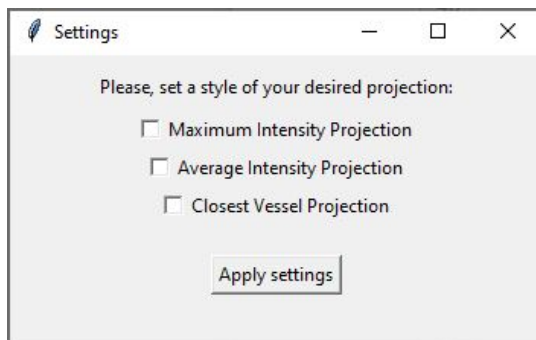 Settings
Please, set a style of your desired projection:
Maximum Intensity Projection
Average Intensity Projection
Closest Vessel Projection
Apply settings